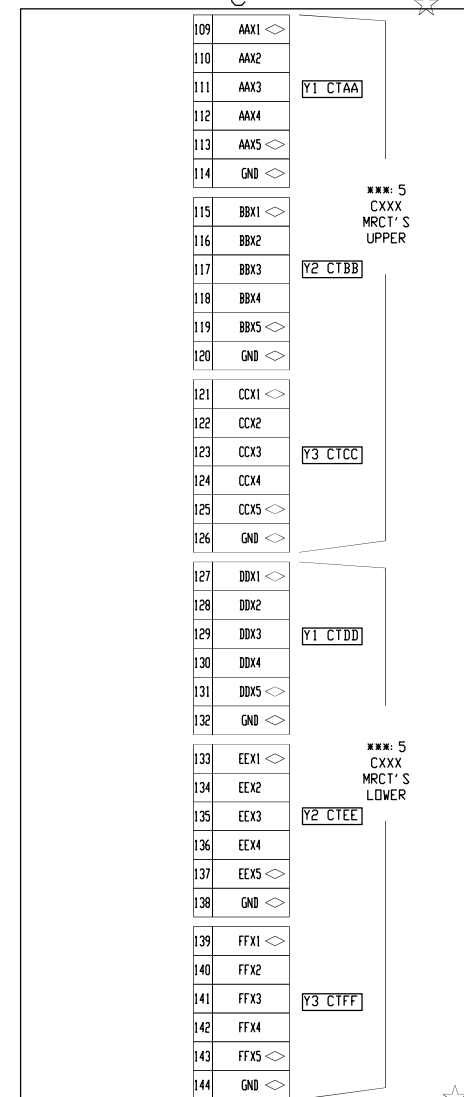 109 AAX1
110 AAX2
111 AAX3
112 AAX4
113 AAX5
114 GND
Y1 CTAA
115 BBX1
116 BBX2
117 BBX3
118 BBX4
119 BBX5
120 GND
Y2 CTBB
121 CCX1
122 CCX2
123 CCX3
124 CCX4
125 CCX5
126 GND
Y3 CTCC
***: 5
CXXX
MRCT'S
UPPER
127 DDX1
128 DDX2
129 DDX3
130 DDX4
131 DDX5
132 GND
Y1 CTDD
133 EEX1
134 EEX2
135 EEX3
136 EEX4
137 EEX5
138 GND
Y2 CTEE
139 FFX1
140 FFX2
141 FFX3
142 FFX4
143 FFX5
144 GND
Y3 CTFF
***: 5
CXXX
MRCT'S
LOWER